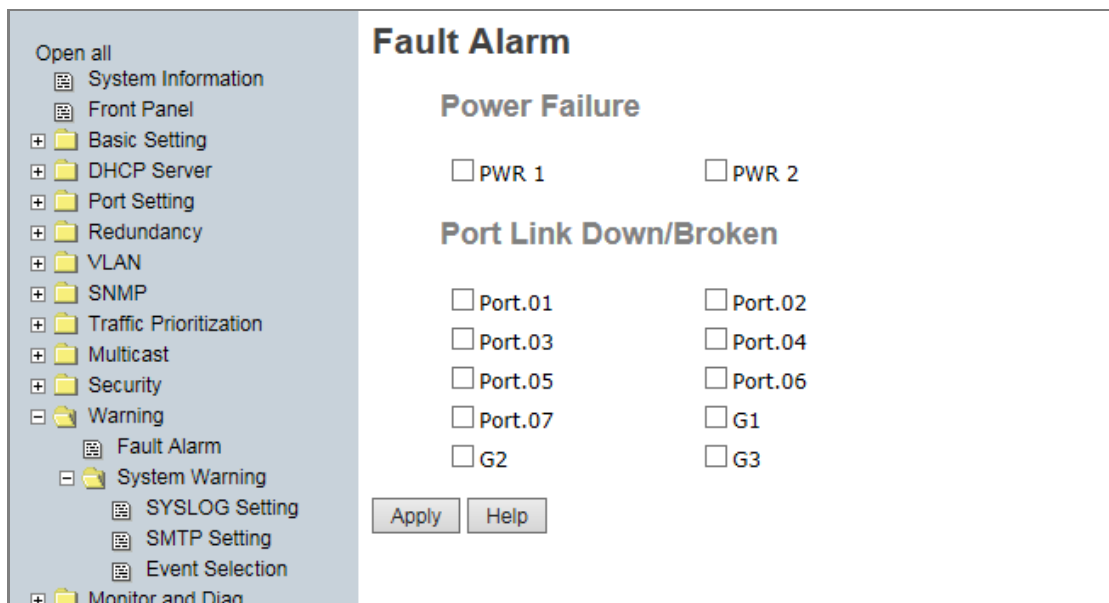 Open all
System Information
Front Panel
Basic Setting
DHCP Server
Port Setting
Redundancy
VLAN
SNMP
Traffic Prioritization
Multicast
Security
Warning
Fault Alarm
System Warning
SYSLOG Setting
SMTP Setting
Event Selection
Monitor and Diag
Fault Alarm
Power Failure
PWR 1 PWR 2
Port Link Down/Broken
Port.01 Port.02
Port.03 Port.04
Port.05 Port.06
Port.07 G1
G2 G3
Apply Help